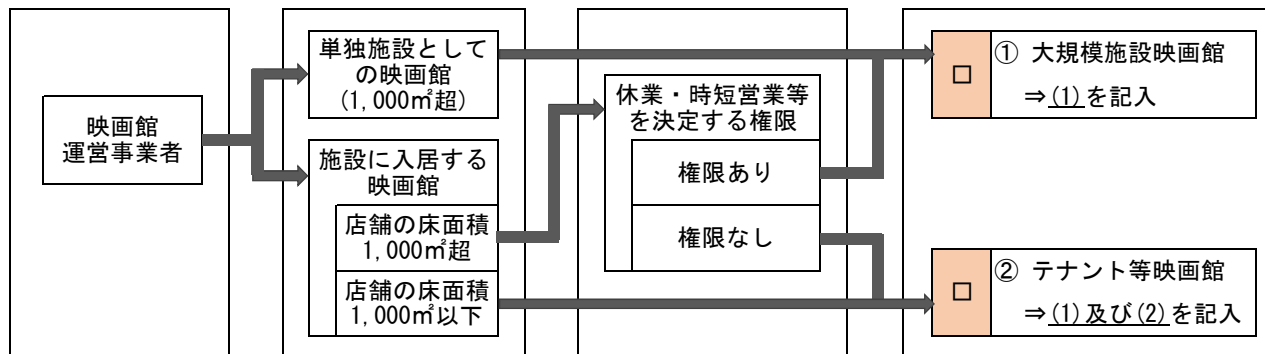 映画館
運営事業者
単独施設として
の映画館
(1,000㎡超)
施設に入居する
映画館
店舗の床面積
1,000㎡超
店舗の床面積
1,000㎡以下
休業・時短営業等
を決定する権限
権限あり
権限なし
□
① 大規模施設映画館
⇒(1)を記入
□
② テナント等映画館
⇒(1)及び(2)を記入